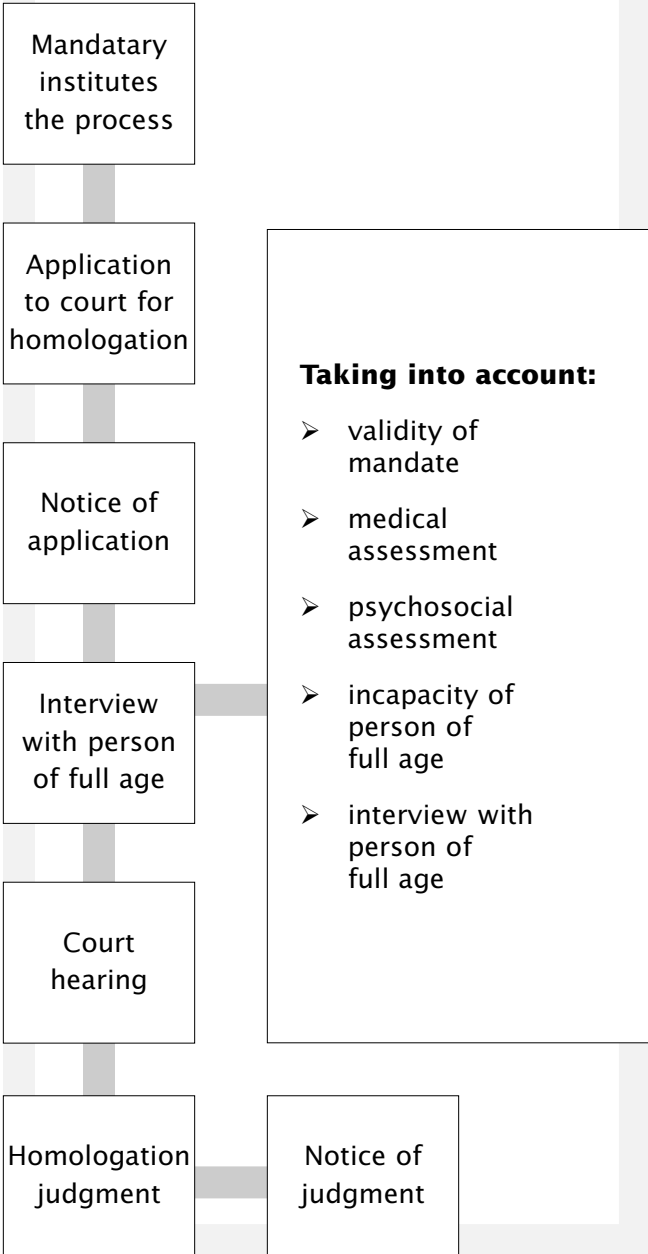 Mandatary
institutes
the process
Application
to court for
homologation
Notice of
application
Interview
with person
of full age
Taking into account:
➢ validity of
mandate
➢ medical
assessment
➢ psychosocial
assessment
➢ incapacity of
person of
full age
➢ interview with
person of
full age
Court
hearing
Homologation
judgment
Notice of
judgment